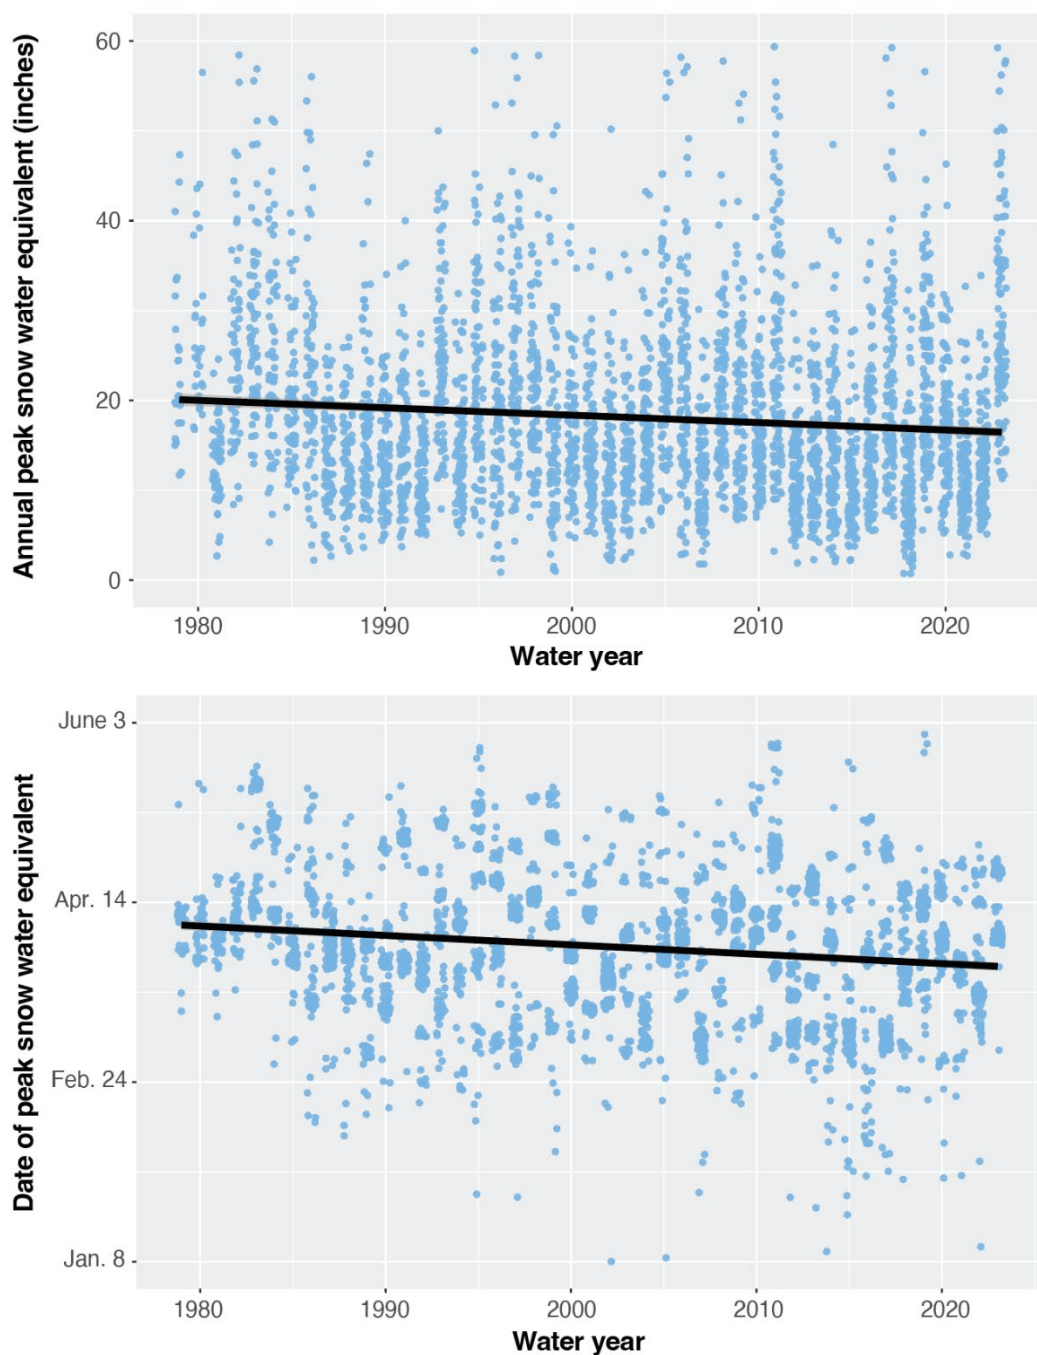 Annual peak snow water equivalent (inches)
60
40
20
0
1980 1990 2000 2010 2020
Water year
Date of peak snow water equivalent
June 3
Apr. 14
Feb. 24
Jan. 8
1980 1990 2000 2010 2020
Water year